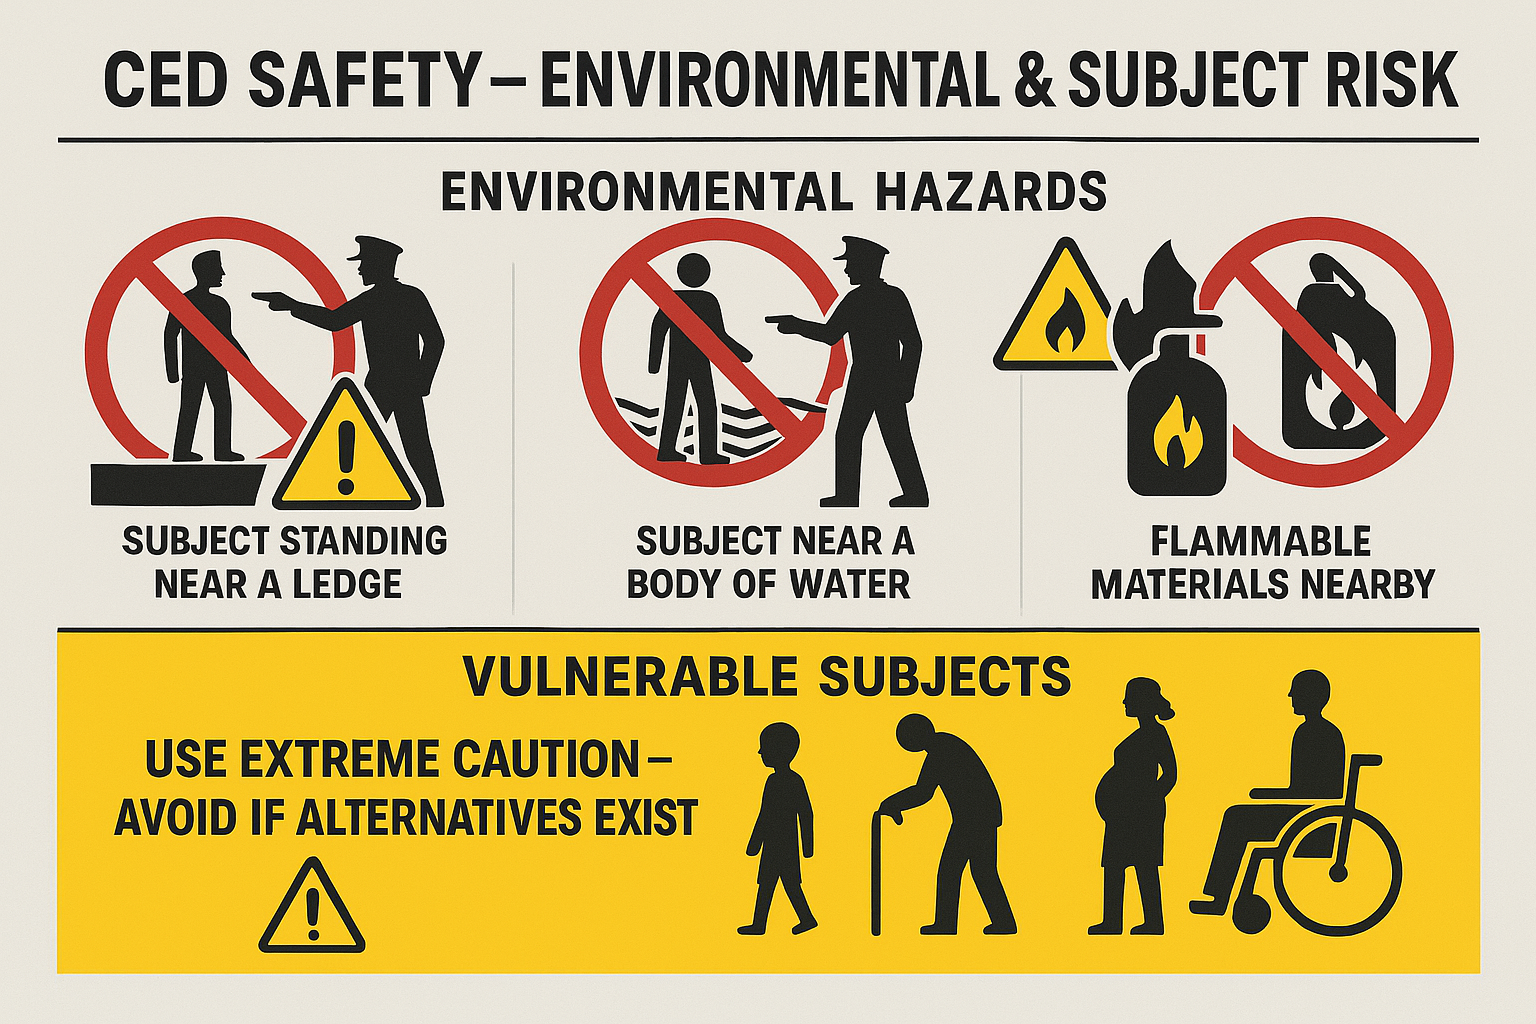 CED SAFETY – ENVIRONMENTAL & SUBJECT RISK
ENVIRONMENTAL HAZARDS
SUBJECT STANDING
NEAR A LEDGE
SUBJECT NEAR A
BODY OF WATER
FLAMMABLE
MATERIALS NEARBY
VULNERABLE SUBJECTS
USE EXTREME CAUTION –
AVOID IF ALTERNATIVES EXIST